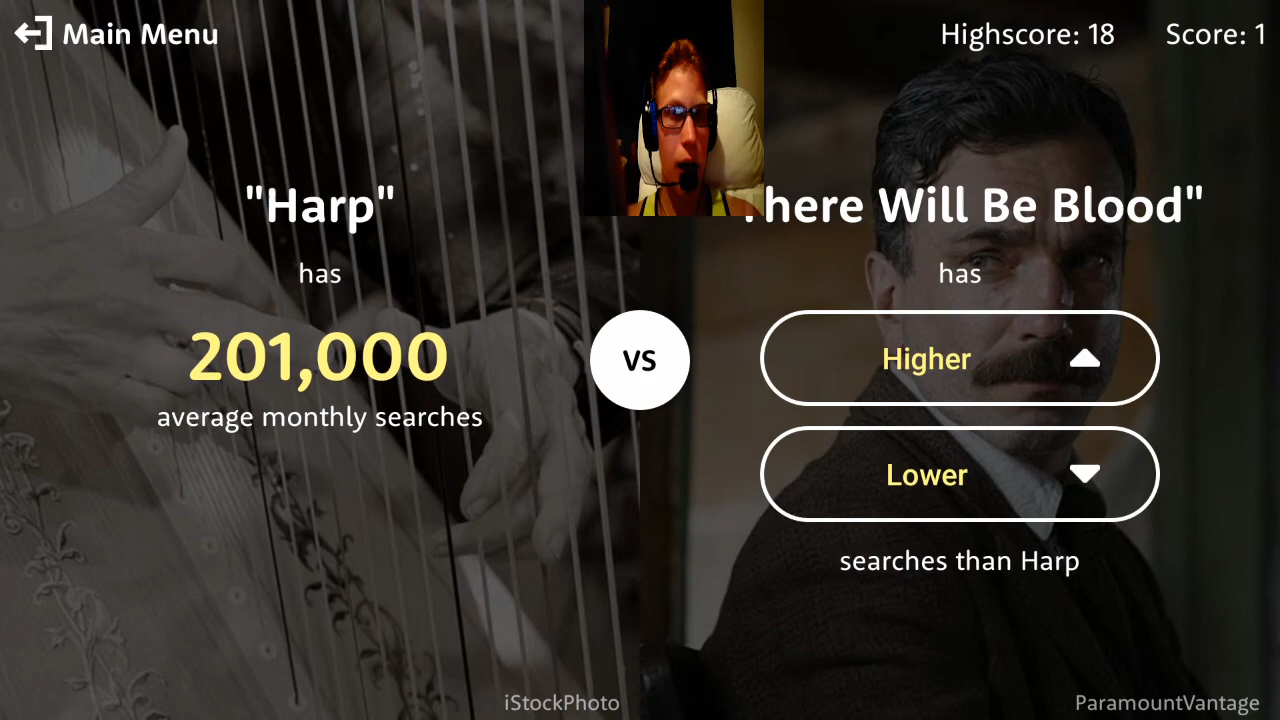 Main Menu
Highscore: 18
Score: 1
"Harp"
has
201,000
average monthly searches
VS
here Will Be Blood"
has
Higher
Lower
searches than Harp
iStockPhoto
ParamountVantage